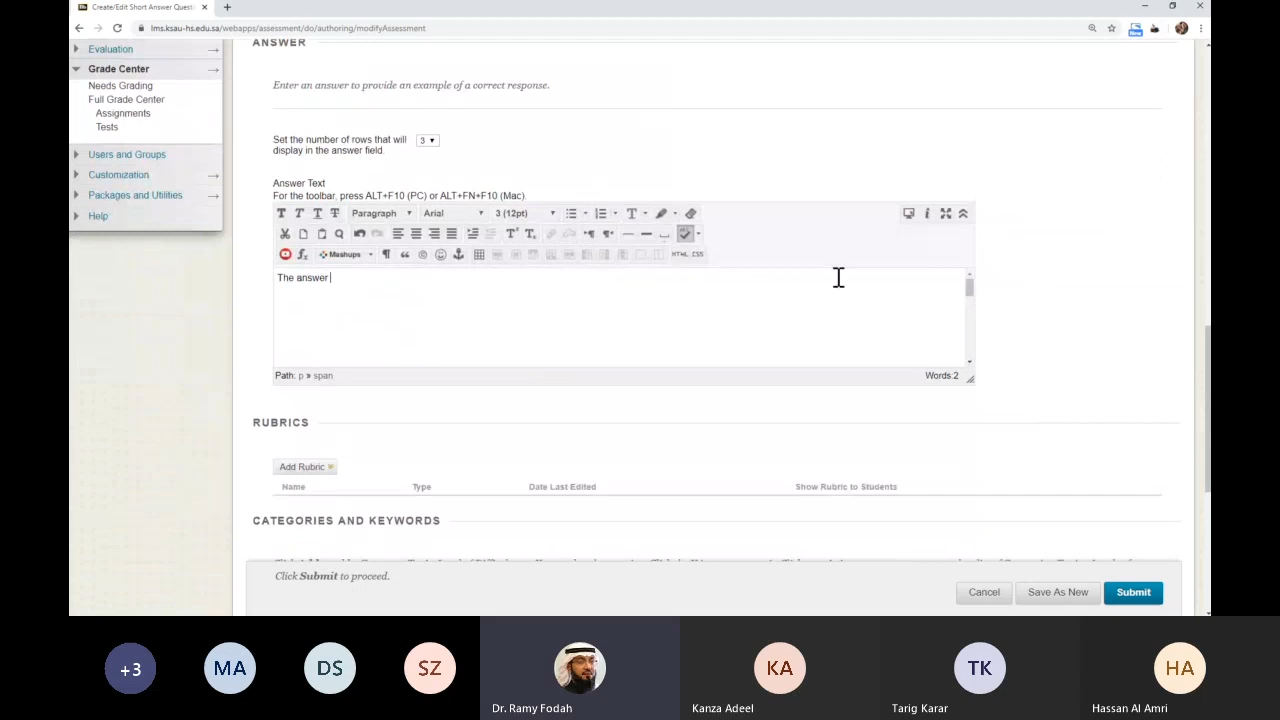 Create/Edit Short Answer Questi
lms.ksau-hs.edu.sa/webapps/assessment/do/authoring/modifyAssessment
New
Evaluation
Grade Center
Needs Grading
Full Grade Center
Assignments
Tests
Users and Groups
Customization
Packages and Utilities
Help
ANSWER
Enter an answer to provide an example of a correct response.
Set the number of rows that will 3
display in the answer field.
Answer Text
For the toolbar, press ALT+F10 (PC) or ALT+FN+F10 (Mac).
T T T T Paragraph Arial 3 (12pt)
Mashups HTML CSS
The answer
Path: p » span Words:2
RUBRICS
Add Rubric
Name Type Date Last Edited Show Rubric to Students
CATEGORIES AND KEYWORDS
Click Submit to proceed.
Cancel Save As New Submit
+3 MA DS SZ KA TK HA
Dr. Ramy Fodah Kanza Adeel Tarig Karar Hassan Al Amri